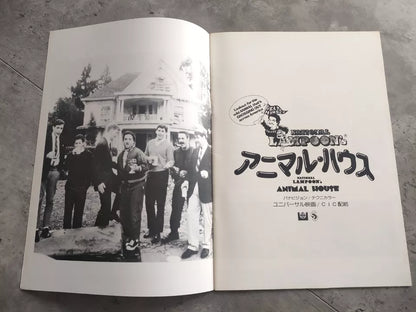 NATIONAL
LAMPOON's
アニマル・ハウス
NATIONAL
LAMPOON's
ANIMAL HOUSE
パナビジョン／テクニカラー
ユニバーサル映画／CIC配給